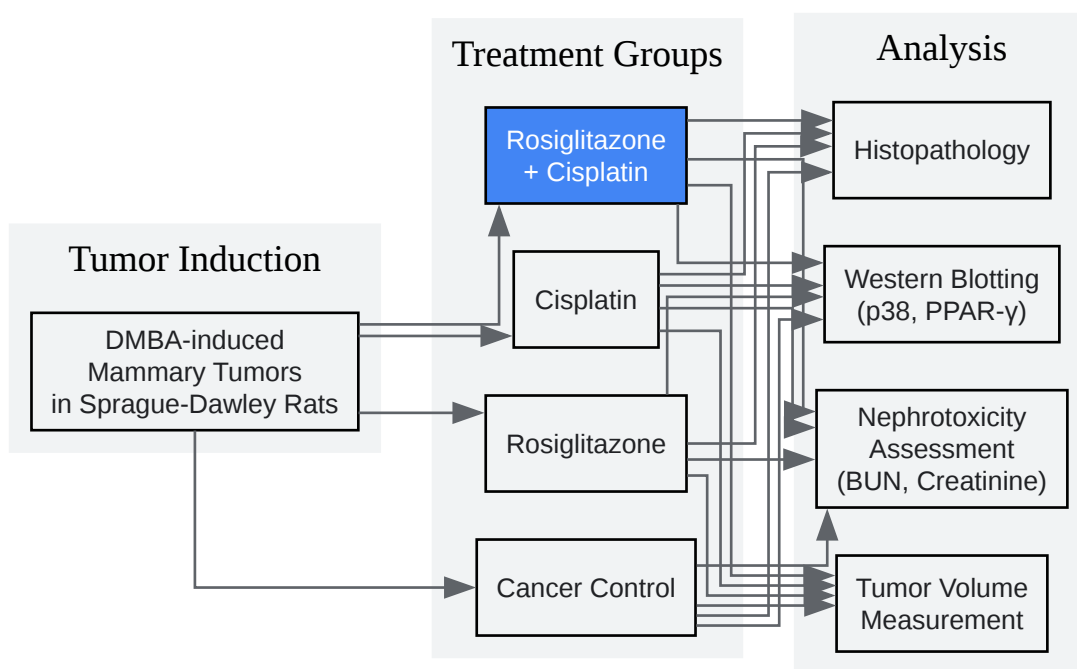 Tumor Induction
DMBA-induced
Mammary Tumors
in Sprague-Dawley Rats
Treatment Groups
Rosiglitazone
+ Cisplatin
Cisplatin
Rosiglitazone
Cancer Control
Analysis
Histopathology
Western Blotting
(p38, PPAR-γ)
Nephrotoxicity
Assessment
(BUN, Creatinine)
Tumor Volume
Measurement